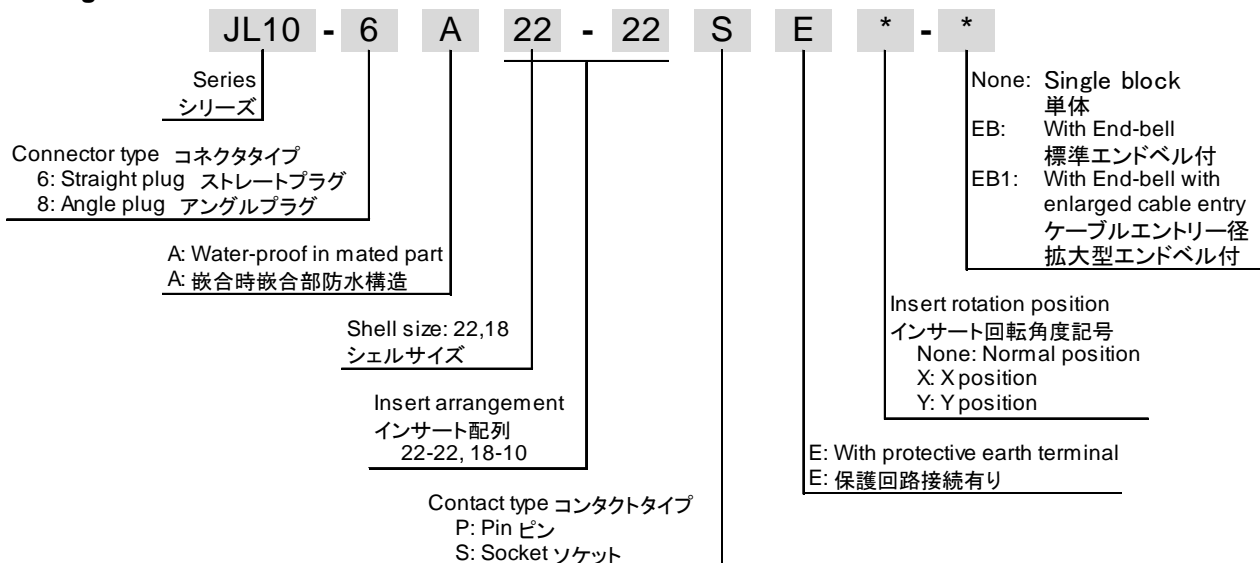 JL10 - 6 A 22 - 22 S E * - *
Series
シリーズ
Connector type コネクタタイプ
6: Straight plug ストレートプラグ
8: Angle plug アングルプラグ
A: Water-proof in mated part
A: 嵌合時嵌合部防水構造
Shell size: 22,18
シェルサイズ
Insert arrangement
インサート配列
22-22, 18-10
Contact type コンタクトタイプ
P: Pin ピン
S: Socket ソケット
None: Single block
単体
EB: With End-bell
標準エンドベル付
EB1: With End-bell with
enlarged cable entry
ケーブルエントリー径
拡大型エンドベル付
Insert rotation position
インサート回転角度記号
None: Normal position
X: X position
Y: Y position
E: With protective earth terminal
E: 保護回路接続有り